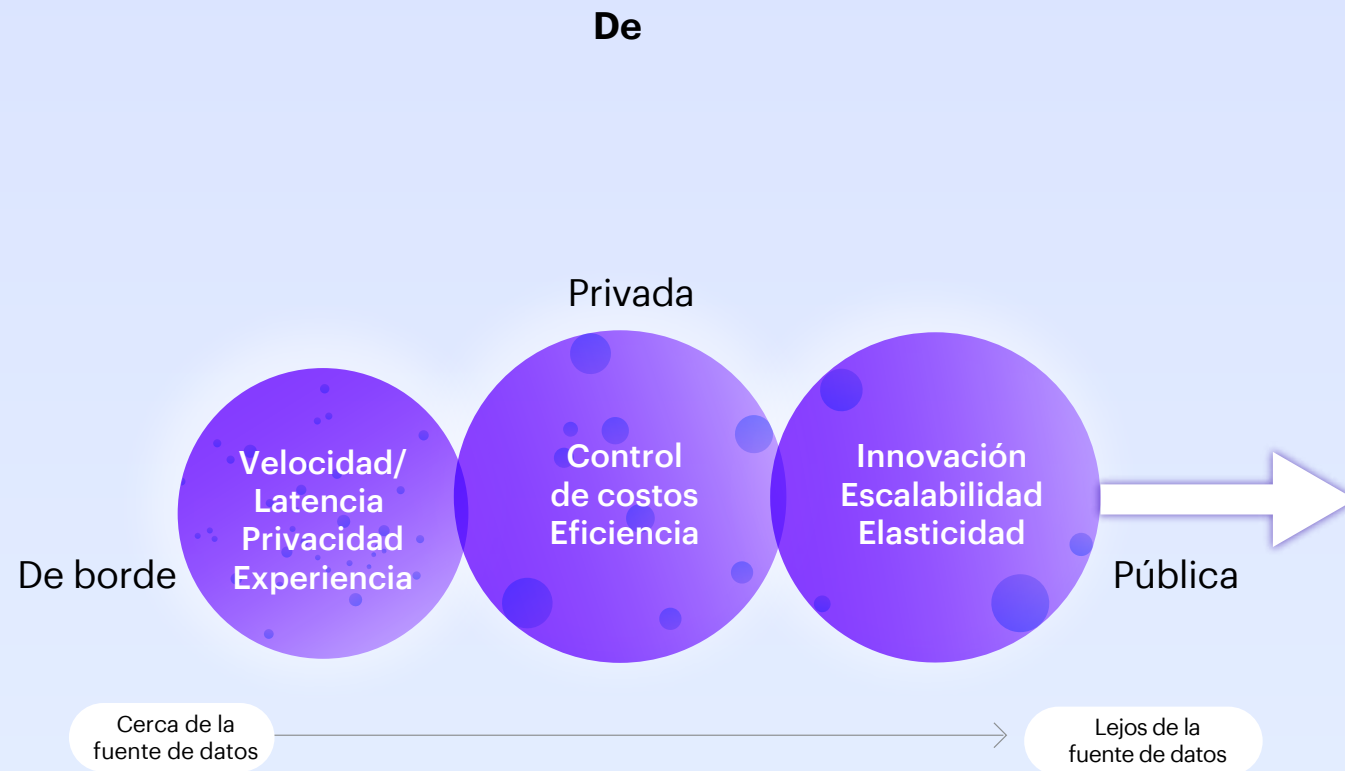 De
Privada
De borde
Velocidad/
Latencia
Privacidad
Experiencia
Control
de costos
Eficiencia
Innovación
Escalabilidad
Elasticidad
Pública
Cerca de la
fuente de datos
Lejos de la
fuente de datos